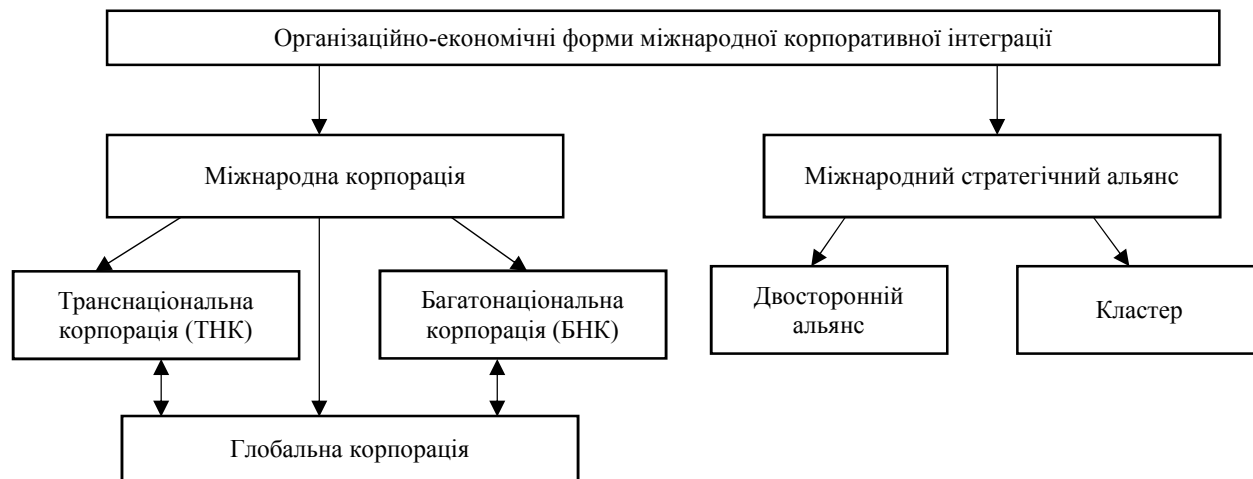 Організаційно-економічні форми міжнародної корпоративної інтеграції
Міжнародна корпорація
Міжнародний стратегічний альянс
Транснаціональна
корпорація (ТНК)
Багатонаціональна
корпорація (БНК)
Двосторонній
альянс
Кластер
Глобальна корпорація